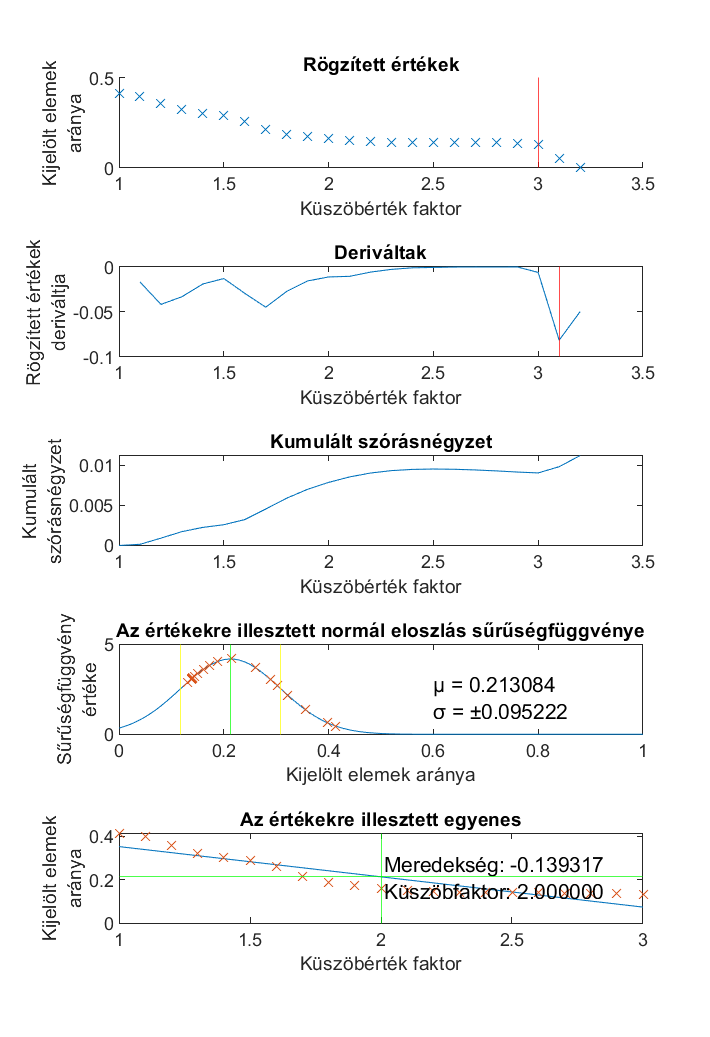 Rögzített értékek
0.5
0
Kijelölt elemek
aránya
1
1.5
2
2.5
3
3.5
Küszöbérték faktor
Deriváltak
0
-0.05
-0.1
Rögzített értékek
deriváltja
1
1.5
2
2.5
3
3.5
Küszöbérték faktor
Kumulált szórásnégyzet
0.01
0.005
0
Kumulált
szórásnégyzet
1
1.5
2
2.5
3
3.5
Küszöbérték faktor
Az értékekre illesztett normál eloszlás sűrűségfüggvénye
5
0
Sűrűségfüggvény
értéke
μ = 0.213084
σ = ±0.095222
0
0.2
0.4
0.6
0.8
1
Kijelölt elemek aránya
Az értékekre illesztett egyenes
0.4
0.2
0
Kijelölt elemek
aránya
Meredekség: -0.139317
Küszöbfaktor: 2.000000
1
1.5
2
2.5
3
Küszöbérték faktor